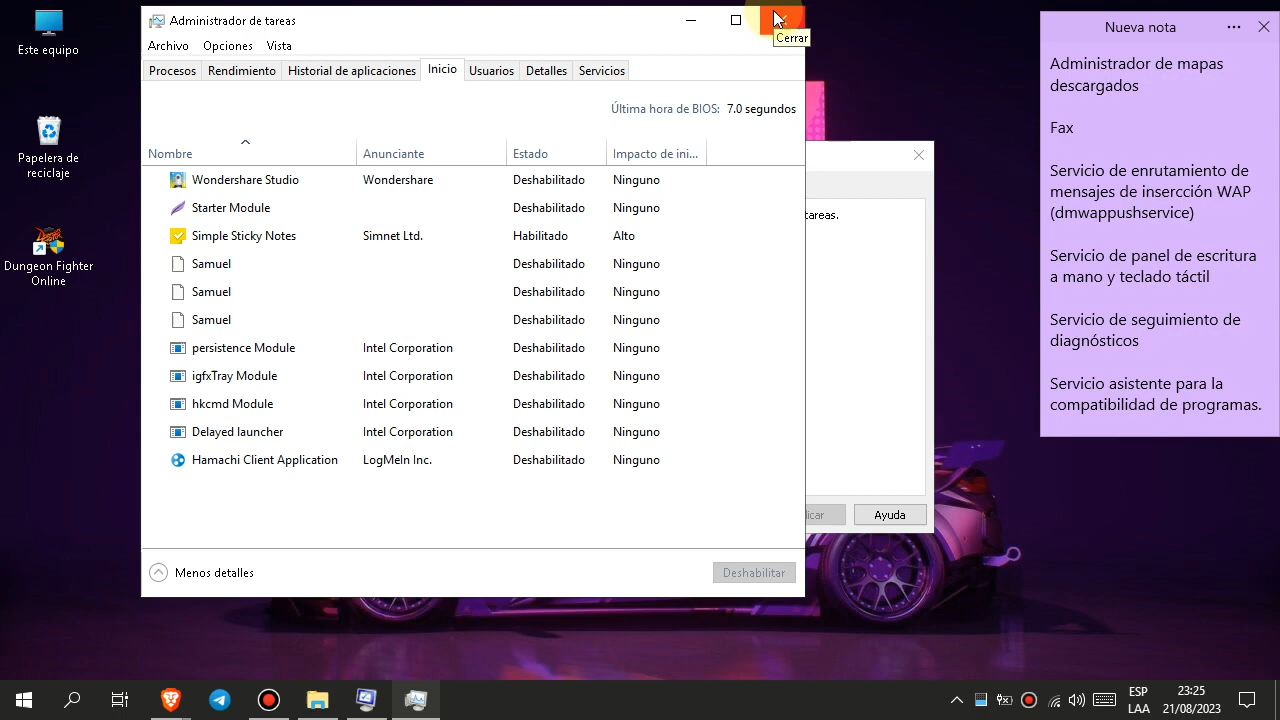 Este equipo
Papelera de
reciclaje
Dungeon Fighter
Online
Administrador de tareas
Cerrar
Archivo Opciones Vista
Procesos Rendimiento Historial de aplicaciones Inicio Usuarios Detalles Servicios
Última hora de BIOS: 7.0 segundos
Nombre Anunciante Estado Impacto de ini...
Wondershare Studio Wondershare Deshabilitado Ninguno
Starter Module Deshabilitado Ninguno
Simple Sticky Notes Simnet Ltd. Habilitado Alto
Samuel Deshabilitado Ninguno
Samuel Deshabilitado Ninguno
Samuel Deshabilitado Ninguno
persistence Module Intel Corporation Deshabilitado Ninguno
igfxTray Module Intel Corporation Deshabilitado Ninguno
hkcmd Module Intel Corporation Deshabilitado Ninguno
Delayed launcher Intel Corporation Deshabilitado Ninguno
Hamachi Client Application LogMeIn Inc. Deshabilitado Ninguno
Menos detalles Deshabilitar
tareas.
licar Ayuda
Nueva nota
Administrador de mapas
descargados
Fax
Servicio de enrutamiento de
mensajes de insercción WAP
(dmwappushservice)
Servicio de panel de escritura
a mano y teclado táctil
Servicio de seguimiento de
diagnósticos
Servicio asistente para la
compatibilidad de programas.
ESP
LAA
23:25
21/08/2023